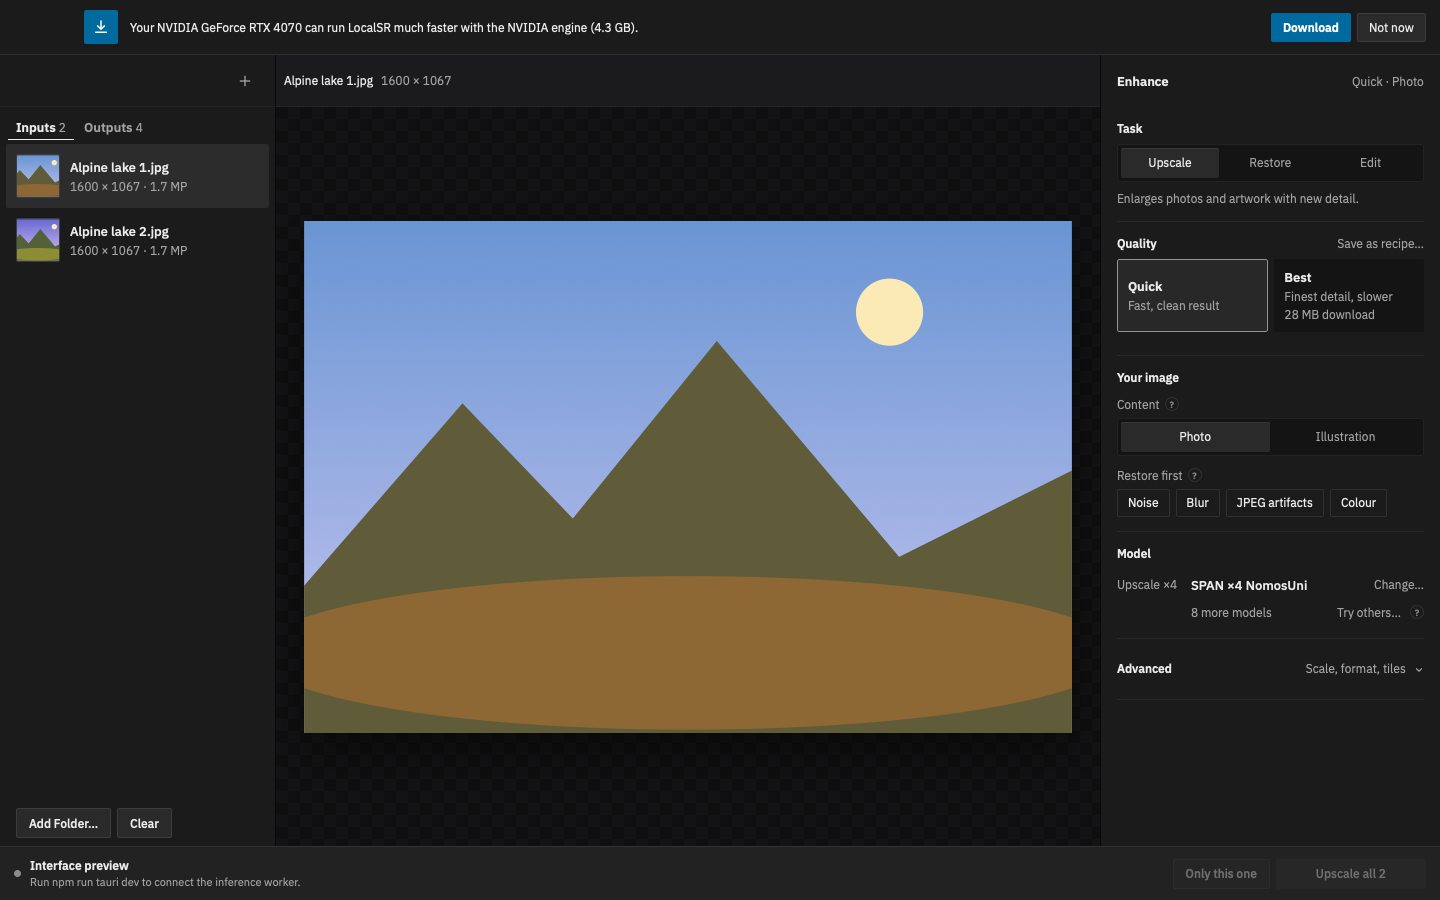 Your NVIDIA GeForce RTX 4070 can run LocalSR much faster with the NVIDIA engine (4.3 GB).
Download
Not now
Alpine lake 1.jpg 1600 × 1067
Enhance
Quick · Photo
Inputs 2
Outputs 4
Alpine lake 1.jpg
1600 × 1067 · 1.7 MP
Alpine lake 2.jpg
1600 × 1067 · 1.7 MP
Task
Upscale
Restore
Edit
Enlarges photos and artwork with new detail.
Quality
Save as recipe...
Quick
Fast, clean result
Best
Finest detail, slower
28 MB download
Your image
Content ?
Photo
Illustration
Restore first ?
Noise
Blur
JPEG artifacts
Colour
Model
Upscale ×4 SPAN ×4 NomosUni Change...
8 more models Try others... ?
Advanced
Scale, format, tiles
Add Folder...
Clear
Interface preview
Run npm run tauri dev to connect the inference worker.
Only this one
Upscale all 2